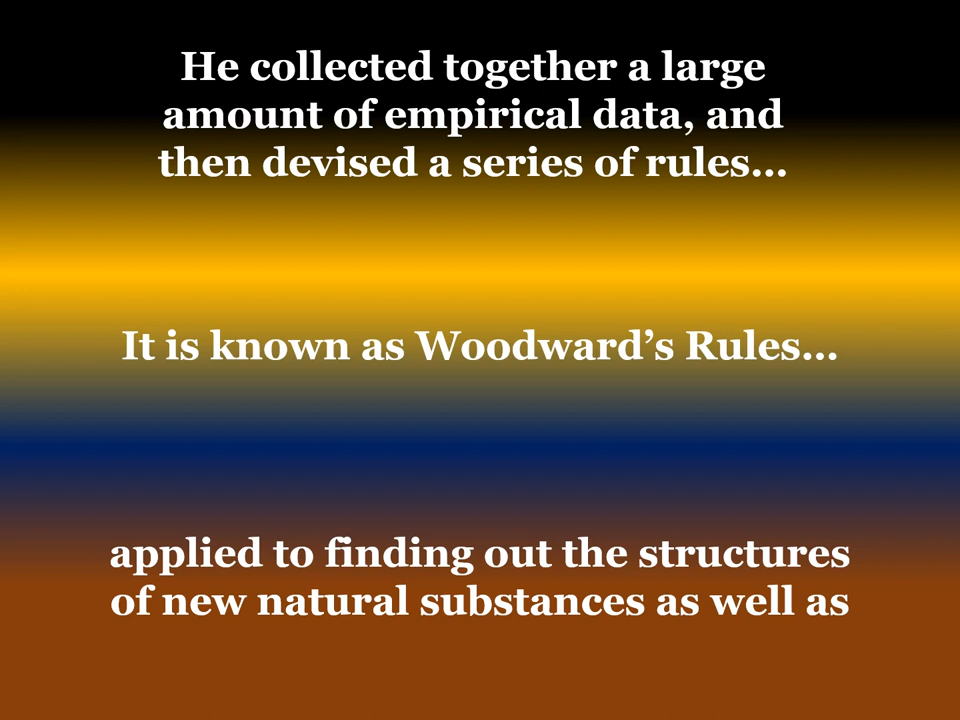 He collected together a large
amount of empirical data, and
then devised a series of rules...
It is known as Woodward’s Rules...
applied to finding out the structures
of new natural substances as well as